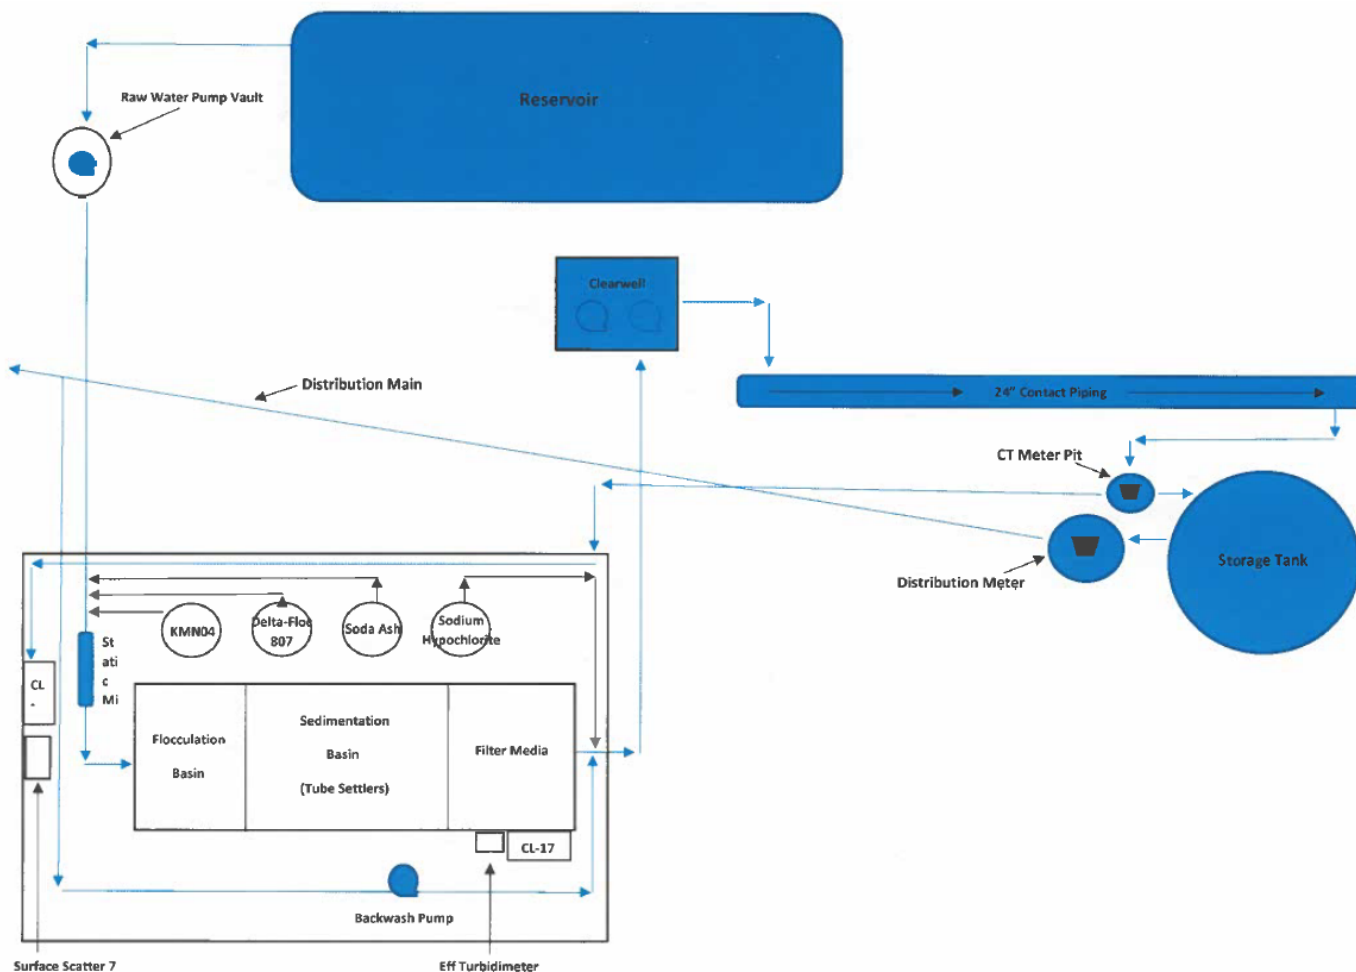 Raw Water Pump Vault
Reservoir
Clearwell
Distribution Main
24" Contact Piping
CT Meter Pit
Storage Tank
Distribution Meter
KMN04
Delta-Floc
807
Soda Ash
Sodium
Hypochlorite
St
ati
c
Mi
CL
-
Flocculation
Basin
Sedimentation
Basin
(Tube Settlers)
Filter Media
CL-17
Backwash Pump
Surface Scatter 7
Eff Turbidimeter